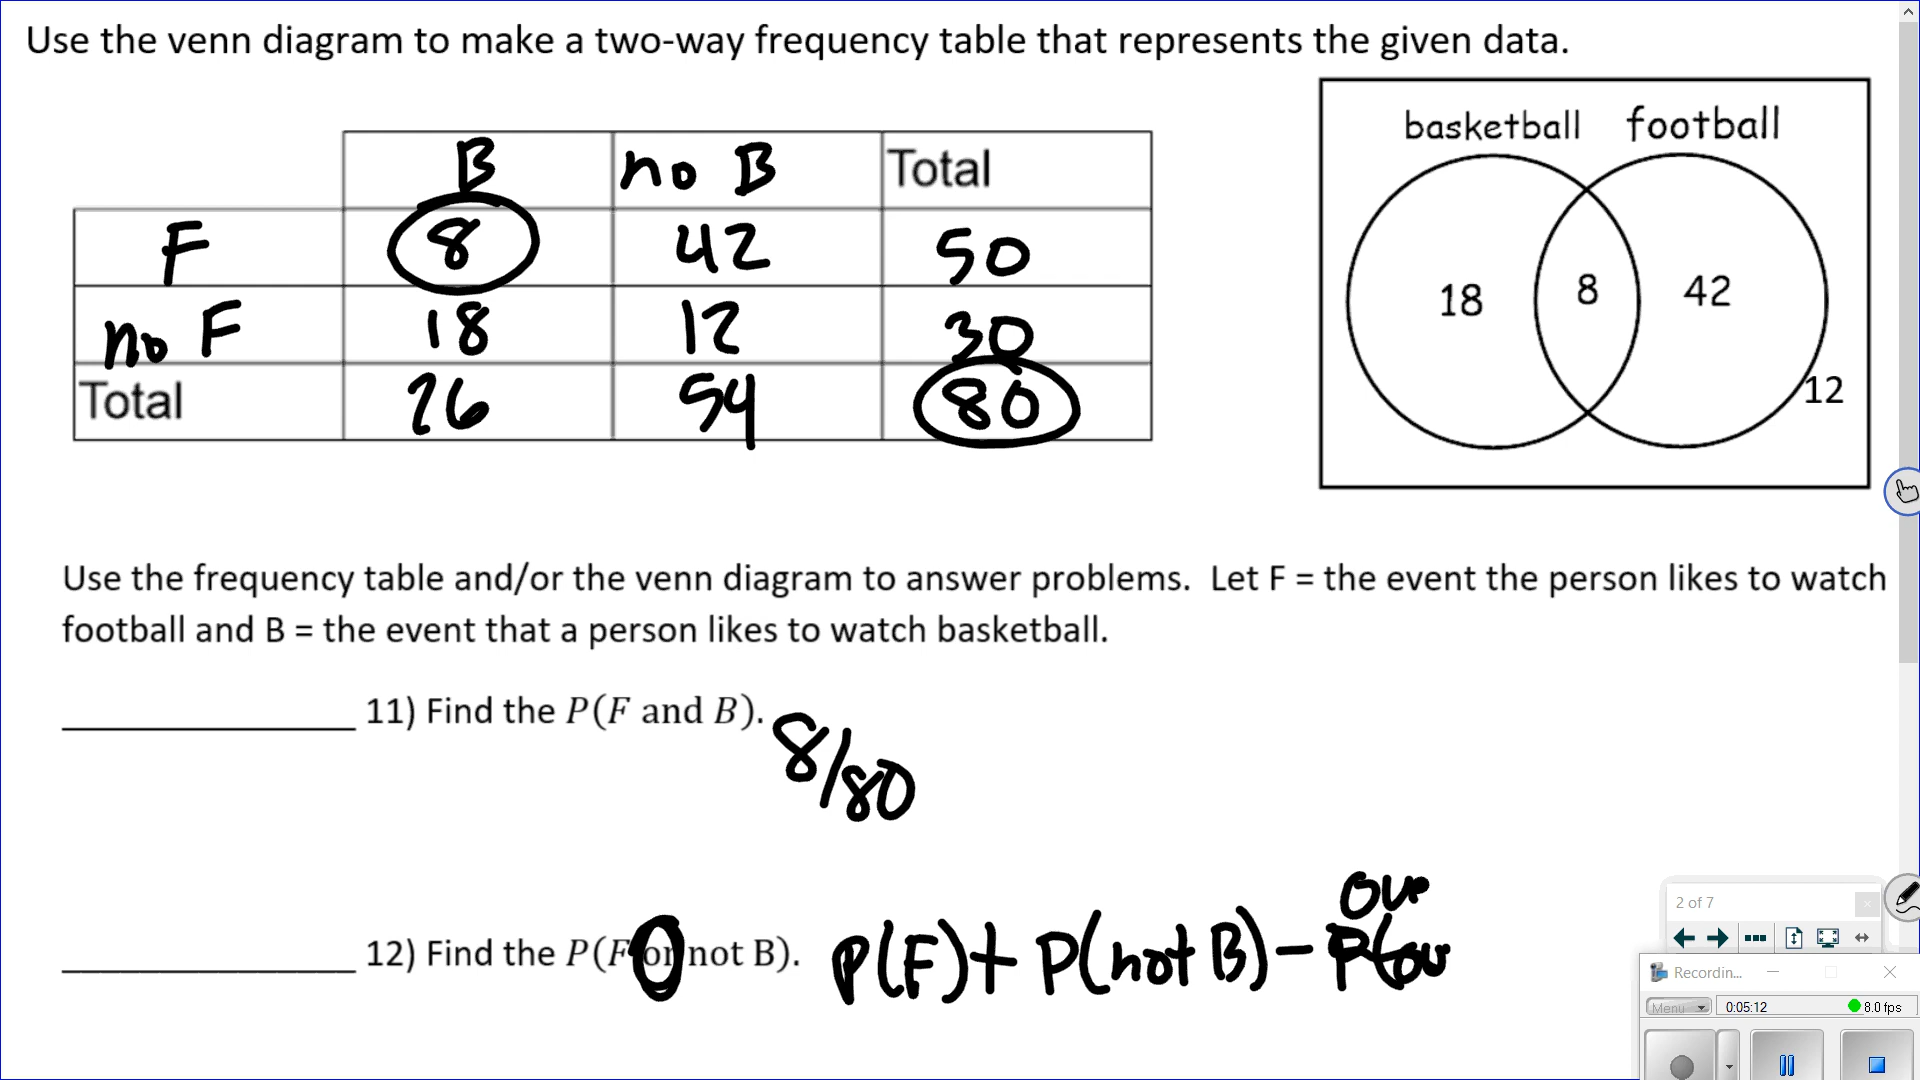 Use the venn diagram to make a two-way frequency table that represents the given data.
basketball football
B no B Total
F 8 42 50
no F 18 12 30
Total 26 54 80
18 8 42
12
Use the frequency table and/or the venn diagram to answer problems. Let F = the event the person likes to watch
football and B = the event that a person likes to watch basketball.
11) Find the P(F and B). 8/80
12) Find the P(F or not B). P(F) + P(not B) - P(ou
ove
2 of 7
Recordin...
Menu 0:05:12 8.0 fps